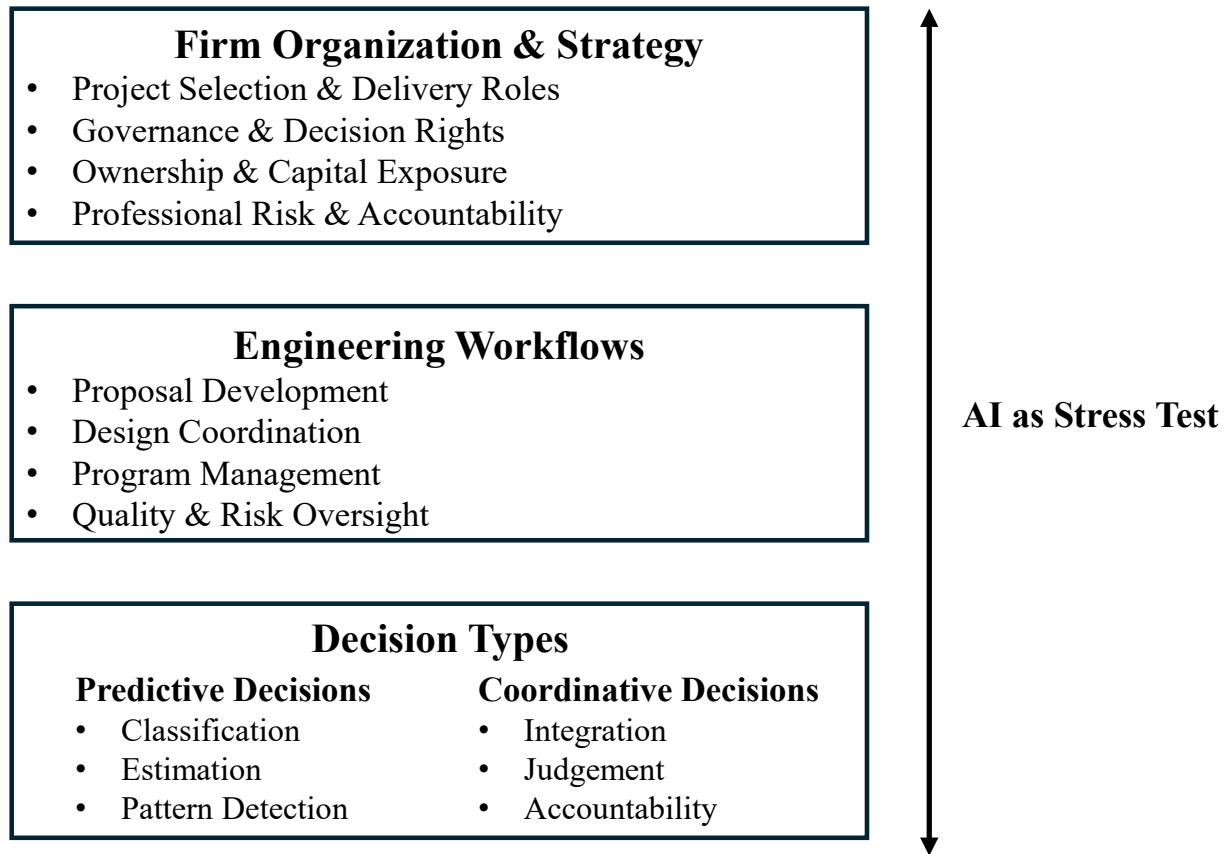 Firm Organization & Strategy
• Project Selection & Delivery Roles
• Governance & Decision Rights
• Ownership & Capital Exposure
• Professional Risk & Accountability
Engineering Workflows
• Proposal Development
• Design Coordination
• Program Management
• Quality & Risk Oversight
AI as Stress Test
Decision Types
Predictive Decisions
• Classification
• Estimation
• Pattern Detection
Coordinative Decisions
• Integration
• Judgement
• Accountability